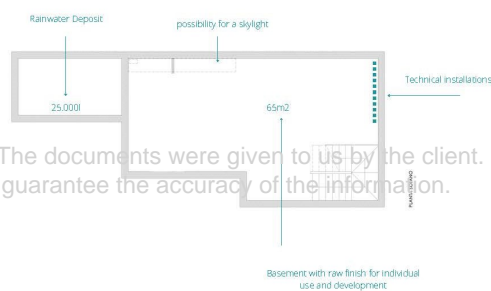 Rainwater Deposit
possibility for a skylight
Technical installations
25.000l
65m2
The documents were given to us by the client.
guarantee the accuracy of the information.
Basement with raw finish for individual
use and development